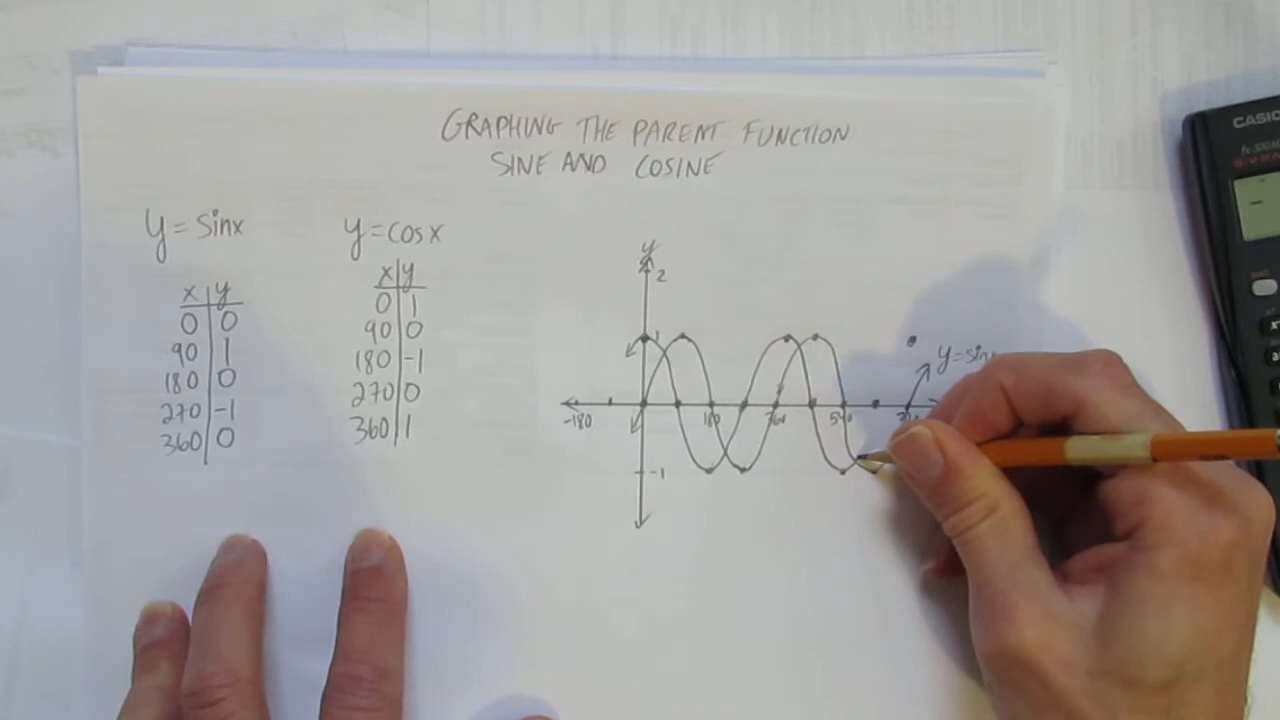 GRAPHING THE PARENT FUNCTION
SINE AND COSINE
y = sinx
x y
0 0
90 1
180 0
270 -1
360 0
y = cos x
x y
0 1
90 0
180 -1
270 0
360 1
y
2
1
-180 180 360 540
-1
y = sinx
CASIO